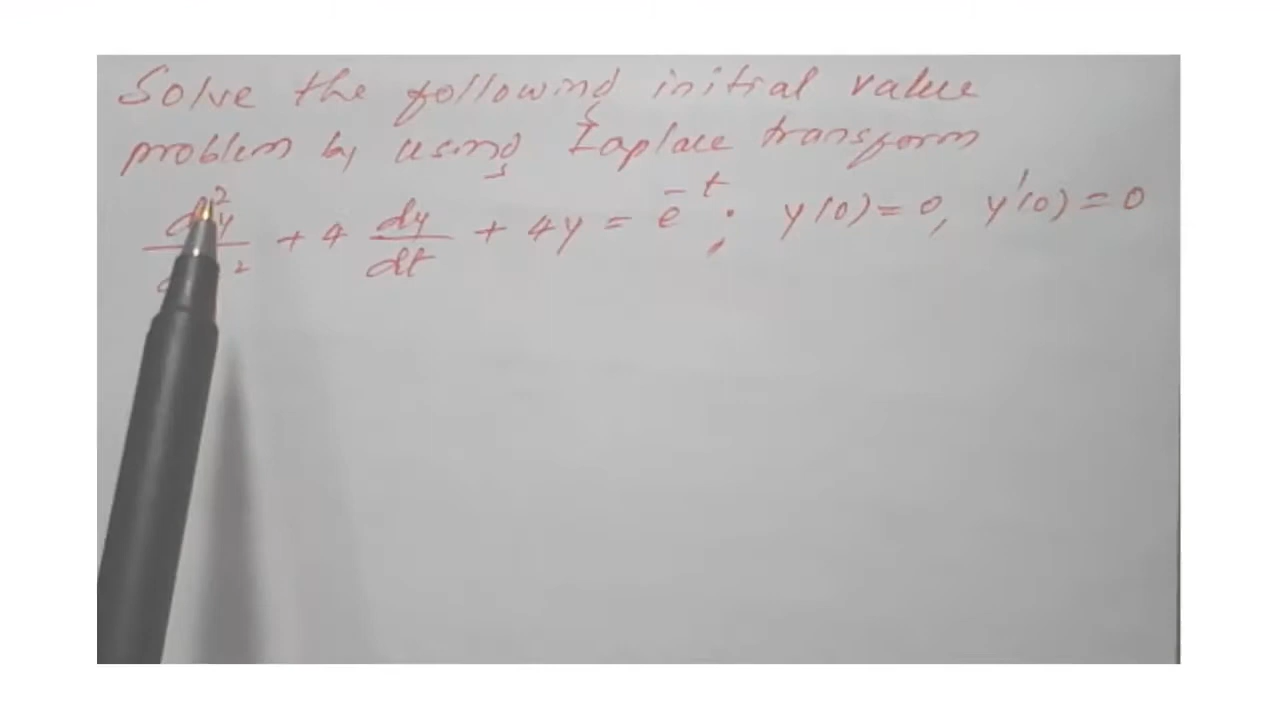 Solve the following initial value
problem by using Laplace transform
d²y/dt² + 4 dy/dt + 4y = e^-t ; y(0) = 0, y'(0) = 0